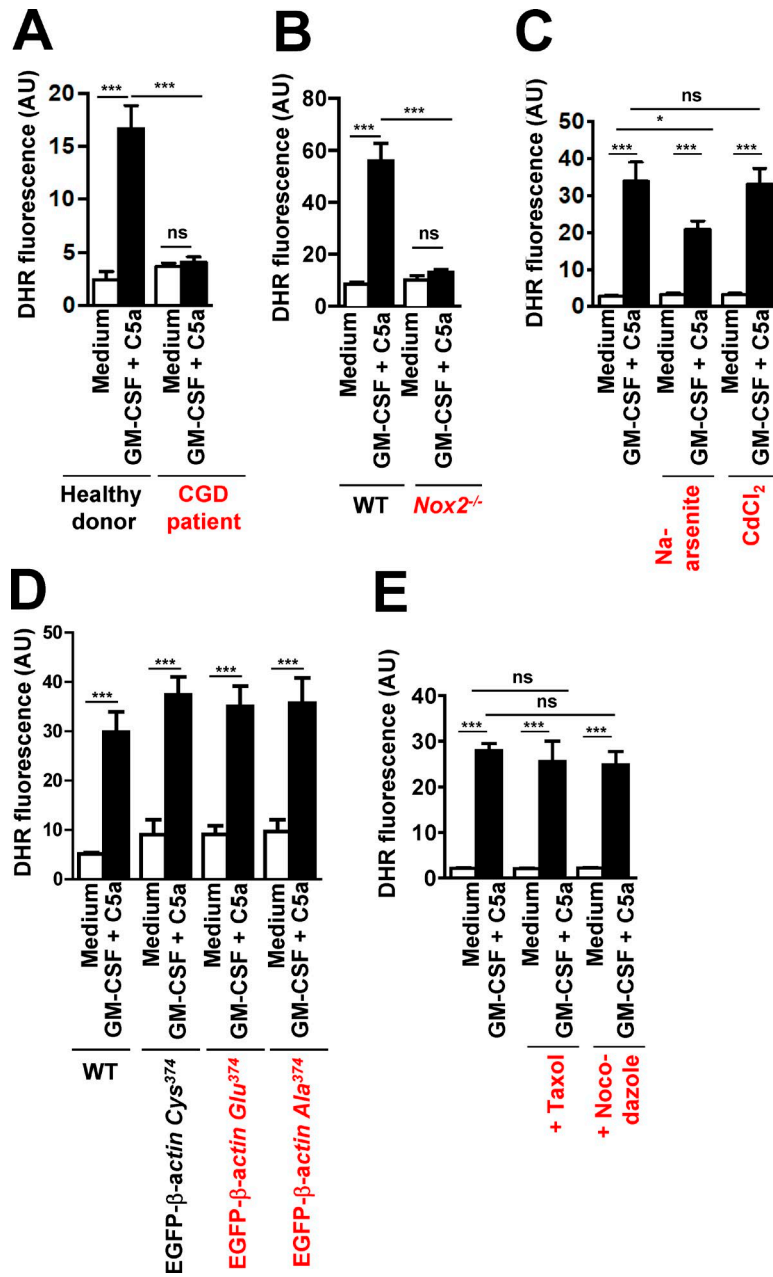 A
DHR fluorescence (AU)
20
15
10
5
0
***
***
ns
Medium
GM-CSF + C5a
Medium
GM-CSF + C5a
Healthy
donor
CGD
patient
B
DHR fluorescence (AU)
80
60
40
20
0
***
***
ns
Medium
GM-CSF + C5a
Medium
GM-CSF + C5a
WT
Nox2-/-
C
DHR fluorescence (AU)
50
40
30
20
10
0
ns
*
***
***
***
Medium
GM-CSF + C5a
Medium
GM-CSF + C5a
Medium
GM-CSF + C5a
Na-
arsenite
CdCl₂
D
DHR fluorescence (AU)
50
40
30
20
10
0
***
***
***
***
Medium
GM-CSF + C5a
Medium
GM-CSF + C5a
Medium
GM-CSF + C5a
Medium
GM-CSF + C5a
WT
EGFP-β-actin Cys³⁷⁴
EGFP-β-actin Glu³⁷⁴
EGFP-β-actin Ala³⁷⁴
E
DHR fluorescence (AU)
40
30
20
10
0
ns
ns
***
***
***
Medium
GM-CSF + C5a
Medium
GM-CSF + C5a
Medium
GM-CSF + C5a
+ Taxol
+ Noco-
dazole